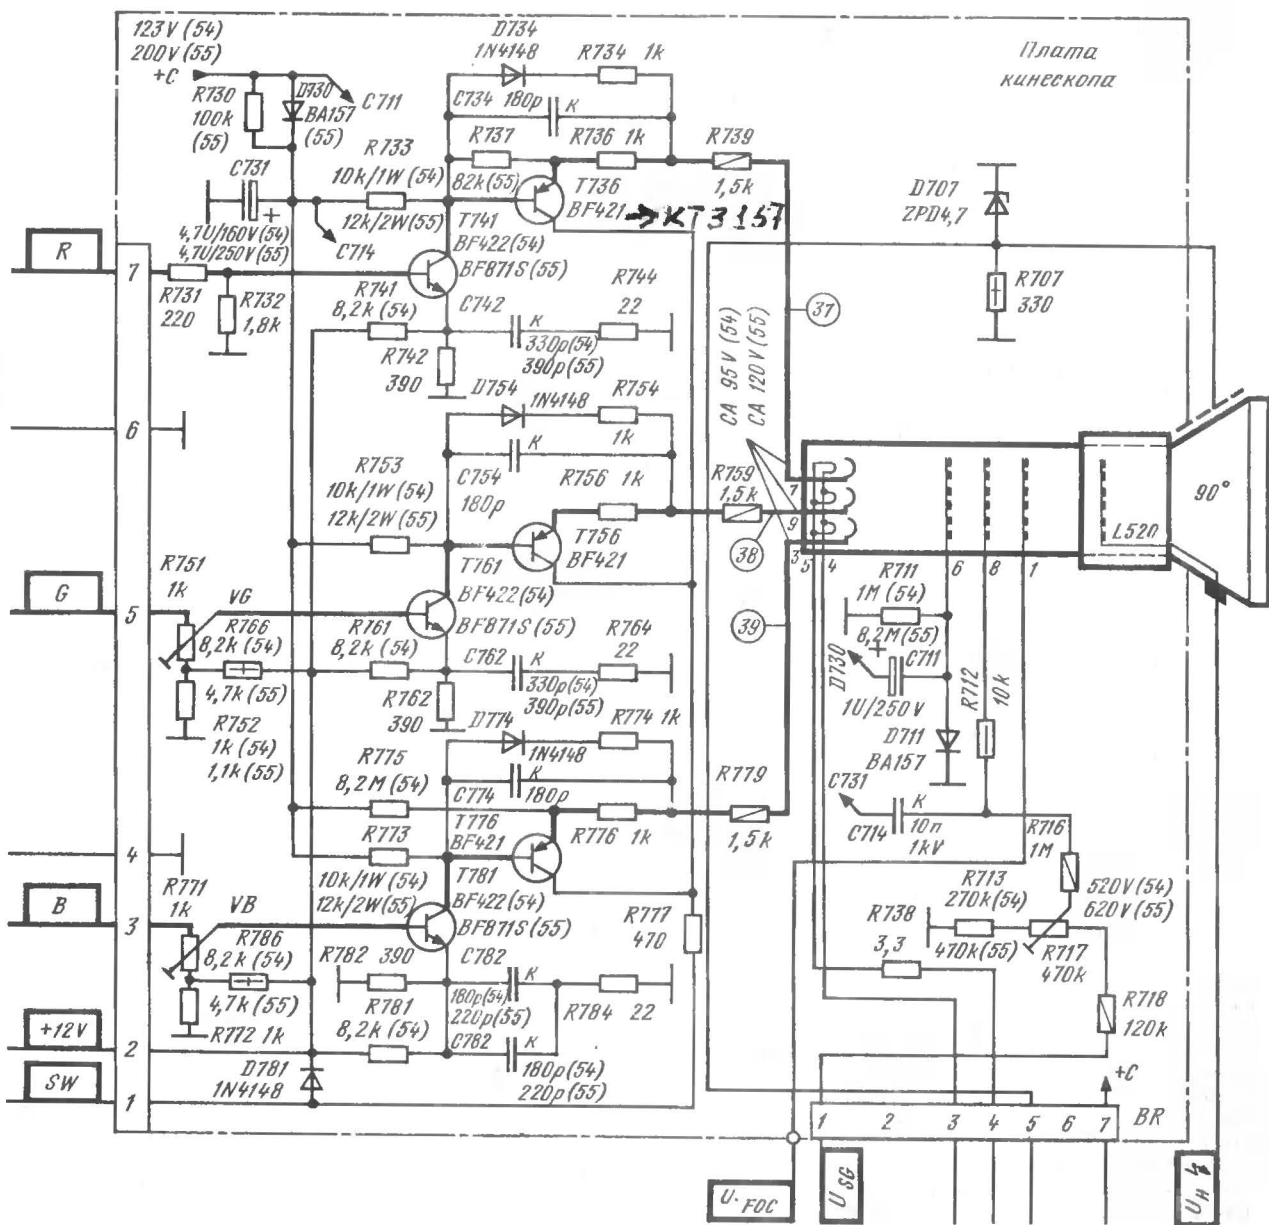 123V (54)
200V (55)
+C
R730
100k
(55)
D730
BA157
(55)
C711
D734
1N4148
R734 1k
C734 180p K
R737
82k (55)
R736 1k
R739
1,5k
Плата
кинескопа
C731
4,7U/160V (54)
4,7U/250V (55)
+
R733
10k/1W (54)
12k/2W (55)
C714
T736
BF421
→КТ3157
T741
BF422 (54)
BF871S (55)
D707
ZPD4,7
R707
330
R
7
R731
220
R732
1,8k
R741
8,2k (54)
C742
K
330p (54)
390p (55)
R744
22
R742
390
37
CA 95V (54)
CA 120V (55)
D754
1N4148
R754
1k
6
R753
10k/1W (54)
12k/2W (55)
C754
180p
K
R756 1k
R759
1,5k
T756
BF421
38
7
9
3
5
4
6
8
1
L520
90°
R751
1k
G
5
VG
R766
8,2k (54)
4,7k (55)
R752
1k (54)
1,1k (55)
T761
BF422 (54)
BF871S (55)
R761
8,2k (54)
C762
K
330p (54)
390p (55)
R764
22
R762
390
39
R711
1M (54)
8,2M (55)
D730
+
C711
1U/250V
R712
10k
D711
BA157
D774
1N4148
R774 1k
R775
8,2M (54)
C774
K
180p
R779
1,5k
C731
C714
K
10п
1kV
R716
1M
4
R773
10k/1W (54)
12k/2W (55)
T776
BF421
R776 1k
T781
BF422 (54)
BF871S (55)
R771
1k
B
3
VB
R786
8,2k (54)
4,7k (55)
R772 1k
R782 390
R781
8,2k (54)
C782
K
180p (54)
220p (55)
C782
K
180p (54)
220p (55)
R784 22
R777
470
R713
270k (54)
470k (55)
R738
3,3
520V (54)
620V (55)
R717
470k
R718
120k
+12V
2
SW
1
D781
1N4148
+C
1 2 3 4 5 6 7
BR
U. FOC
U SG
U H